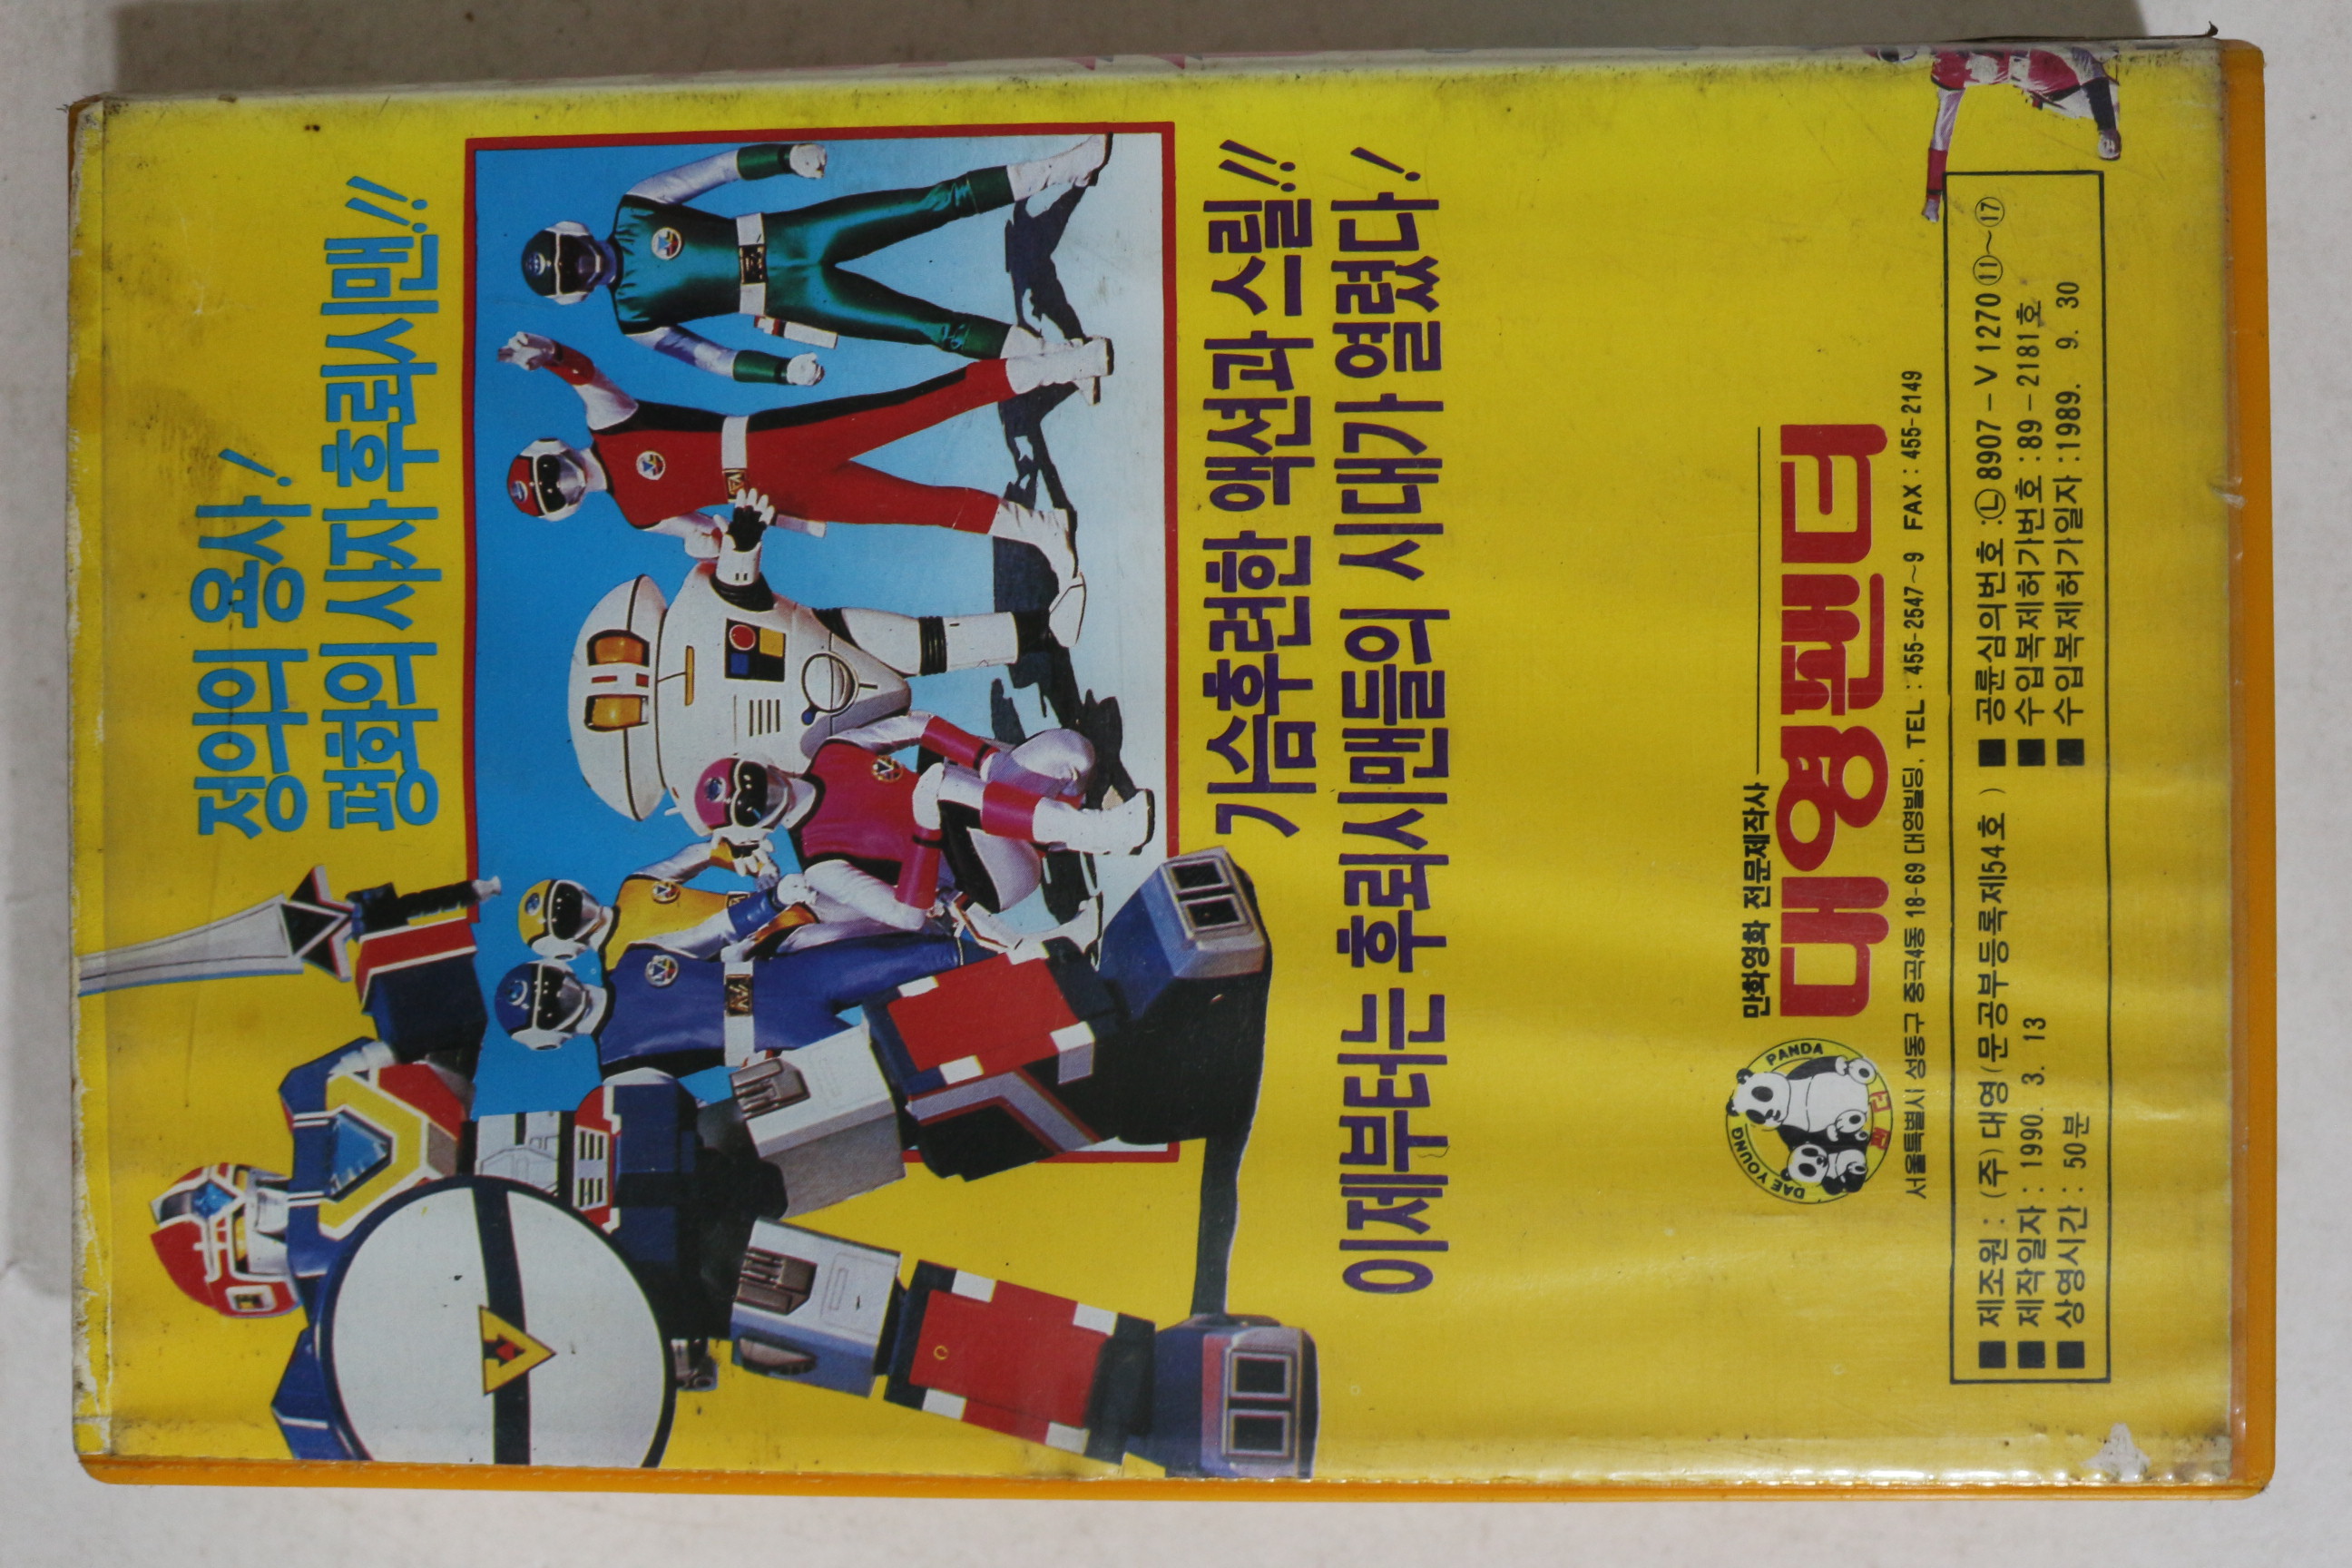 정의의 용사!
평화의 사자 후뢰시맨!!
가슴후련한 액션과 스릴!!
이제부터는 후뢰시맨들의 시대가 열렸다!
만화영화 전문제작사
대영팬더
PANDA
DAE YOUNG
팬더
서울특별시 성동구 중곡4동 18-69 대영빌딩, TEL : 455-2547~9 FAX : 455-2149
■ 제조원 : (주)대영(문공부등록제54호)
■ 제작일자 : 1990. 3. 13
■ 상영시간 : 50분
■ 공륜심의번호 :Ⓛ8907-V1270⑪~⑰
■ 수입복제허가번호 :89-2181호
■ 수입복제허가일자 :1989. 9. 30